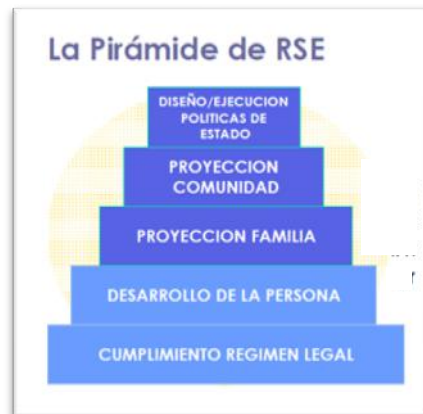 La Pirámide de RSE
DISEÑO/EJECUCION
POLITICAS DE
ESTADO
PROYECCION
COMUNIDAD
PROYECCION FAMILIA
DESARROLLO DE LA PERSONA
CUMPLIMIENTO REGIMEN LEGAL